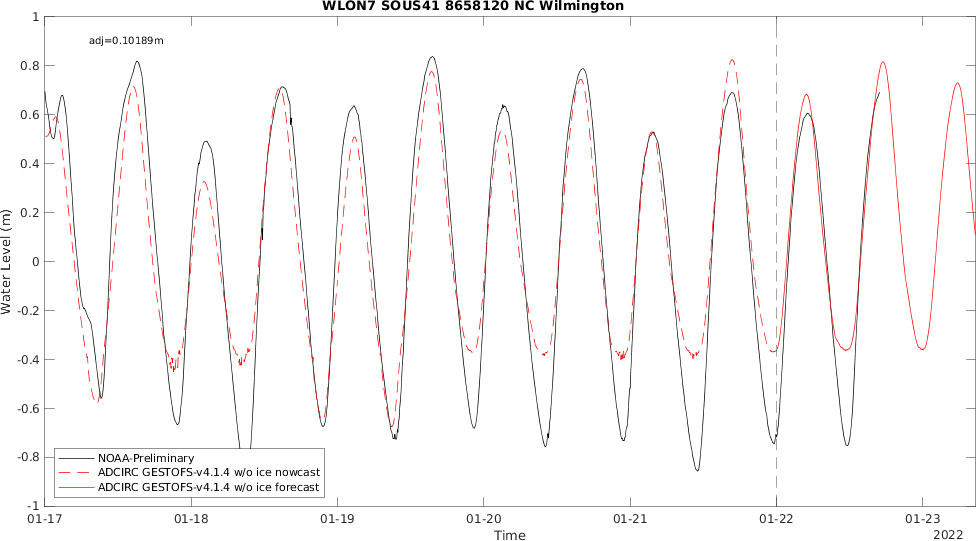 WLON7 SOUS41 8658120 NC Wilmington
adj=0.10189m
1
0.8
0.6
0.4
0.2
0
-0.2
-0.4
-0.6
-0.8
-1
Water Level (m)
NOAA-Preliminary
ADCIRC GESTOFS-v4.1.4 w/o ice nowcast
ADCIRC GESTOFS-v4.1.4 w/o ice forecast
01-17 01-18 01-19 01-20 01-21 01-22 01-23
Time
2022